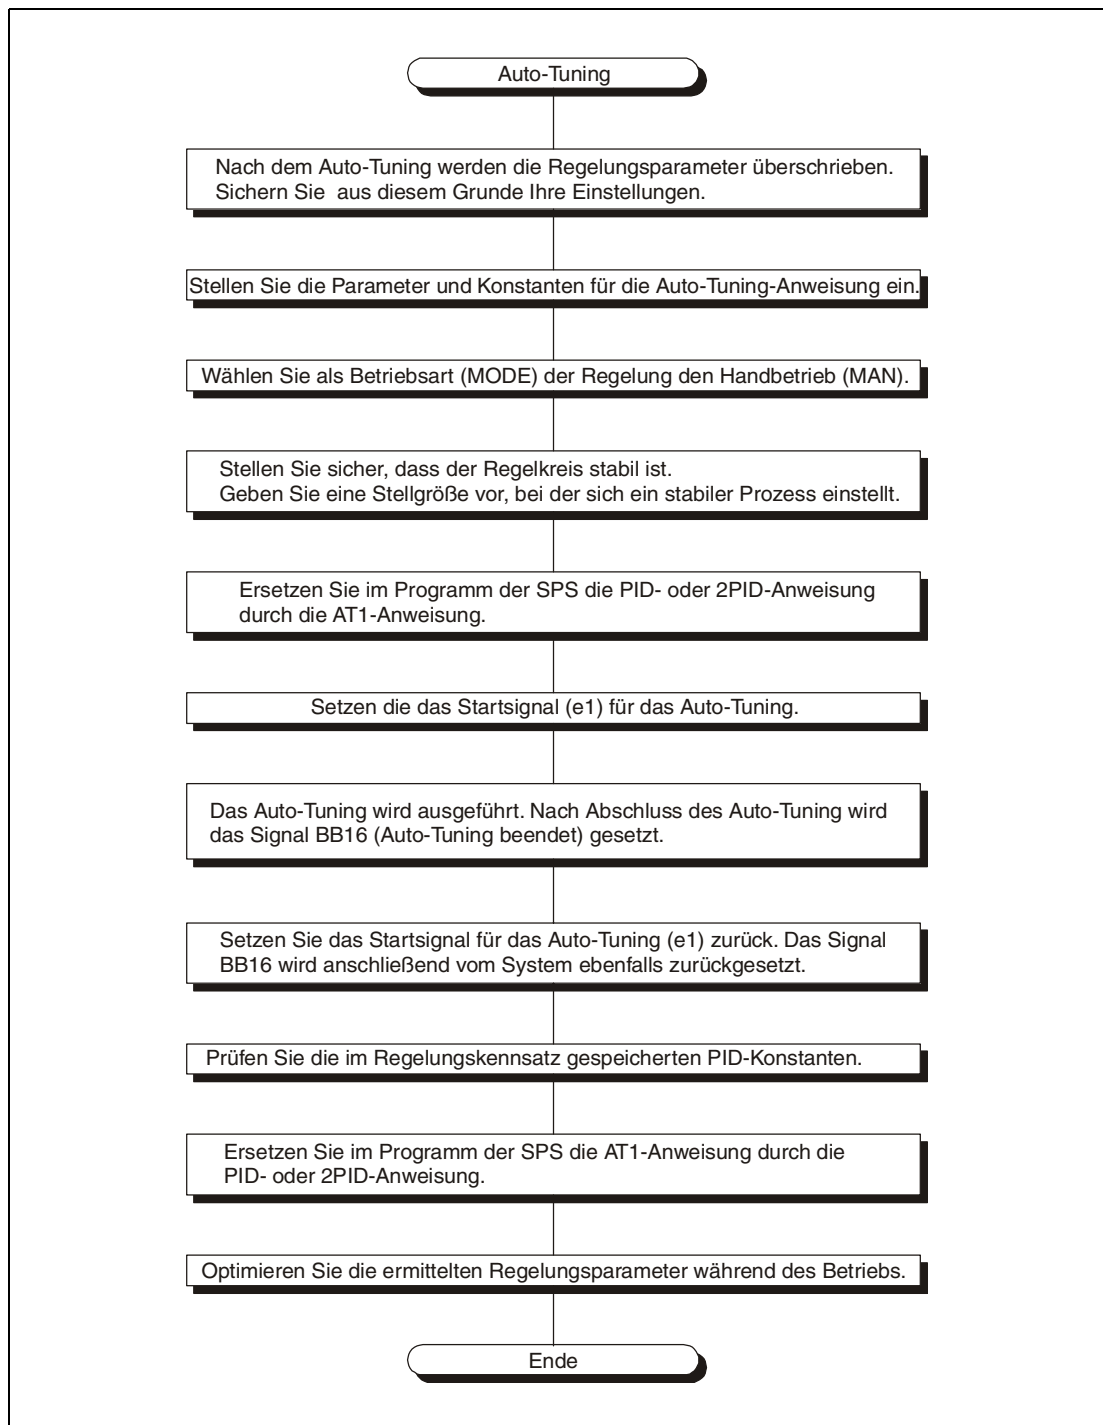 Auto-Tuning
Nach dem Auto-Tuning werden die Regelungsparameter überschrieben.
Sichern Sie aus diesem Grunde Ihre Einstellungen.
Stellen Sie die Parameter und Konstanten für die Auto-Tuning-Anweisung ein.
Wählen Sie als Betriebsart (MODE) der Regelung den Handbetrieb (MAN).
Stellen Sie sicher, dass der Regelkreis stabil ist.
Geben Sie eine Stellgröße vor, bei der sich ein stabiler Prozess einstellt.
Ersetzen Sie im Programm der SPS die PID- oder 2PID-Anweisung
durch die AT1-Anweisung.
Setzen die das Startsignal (e1) für das Auto-Tuning.
Das Auto-Tuning wird ausgeführt. Nach Abschluss des Auto-Tuning wird
das Signal BB16 (Auto-Tuning beendet) gesetzt.
Setzen Sie das Startsignal für das Auto-Tuning (e1) zurück. Das Signal
BB16 wird anschließend vom System ebenfalls zurückgesetzt.
Prüfen Sie die im Regelungskennsatz gespeicherten PID-Konstanten.
Ersetzen Sie im Programm der SPS die AT1-Anweisung durch die
PID- oder 2PID-Anweisung.
Optimieren Sie die ermittelten Regelungsparameter während des Betriebs.
Ende